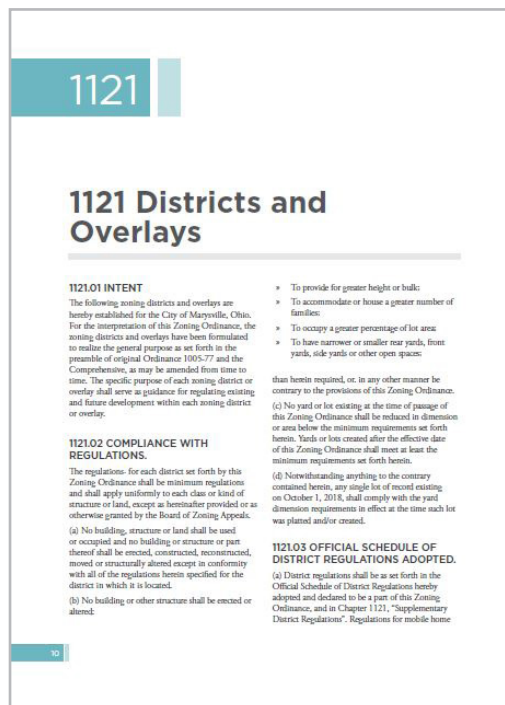 1121
1121 Districts and
Overlays
1121.01 INTENT
The following zoning districts and overlays are
hereby established for the City of Marysville, Ohio.
For the interpretation of this Zoning Ordinance, the
zoning districts and overlays have been formulated
to realize the general purpose as set forth in the
preamble of original Ordinance 1005-77 and the
Comprehensive, as may be amended from time to
time. The specific purpose of each zoning district or
overlay shall serve as guidance for regulating existing
and future development within each zoning district
or overlay.
1121.02 COMPLIANCE WITH
REGULATIONS.
The regulations- for each district set forth by this
Zoning Ordinance shall be minimum regulations
and shall apply uniformly to each class or kind of
structure or land, except as hereinafter provided or as
otherwise granted by the Board of Zoning Appeals.
(a) No building, structure or land shall be used
or occupied and no building or structure or part
thereof shall be erected, constructed, reconstructed,
moved or structurally altered except in conformity
with all of the regulations herein specified for the
district in which it is located.
(b) No building or other structure shall be erected or
altered:
» To provide for greater height or bulk:
» To accommodate or house a greater number of
families:
» To occupy a greater percentage of lot area:
» To have narrower or smaller rear yards, front
yards, side yards or other open spaces:
than herein required, or. in any other manner be
contrary to the provisions of this Zoning Ordinance.
(c) No yard or lot existing at the time of passage of
this Zoning Ordinance shall be reduced in dimension
or area below the minimum requirements set forth
herein. Yards or lots created after the effective date
of this Zoning Ordinance shall meet at least the
minimum requirements set forth herein.
(d) Notwithstanding anything to the contrary
contained herein, any single lot of record existing
on October 1, 2018, shall comply with the yard
dimension requirements in effect at the time such lot
was platted and/or created.
1121.03 OFFICIAL SCHEDULE OF
DISTRICT REGULATIONS ADOPTED.
(a) District regulations shall be as set forth in the
Official Schedule of District Regulations hereby
adopted and declared to be a part of this Zoning
Ordinance, and in Chapter 1121, "Supplementary
District Regulations". Regulations for mobile home
10